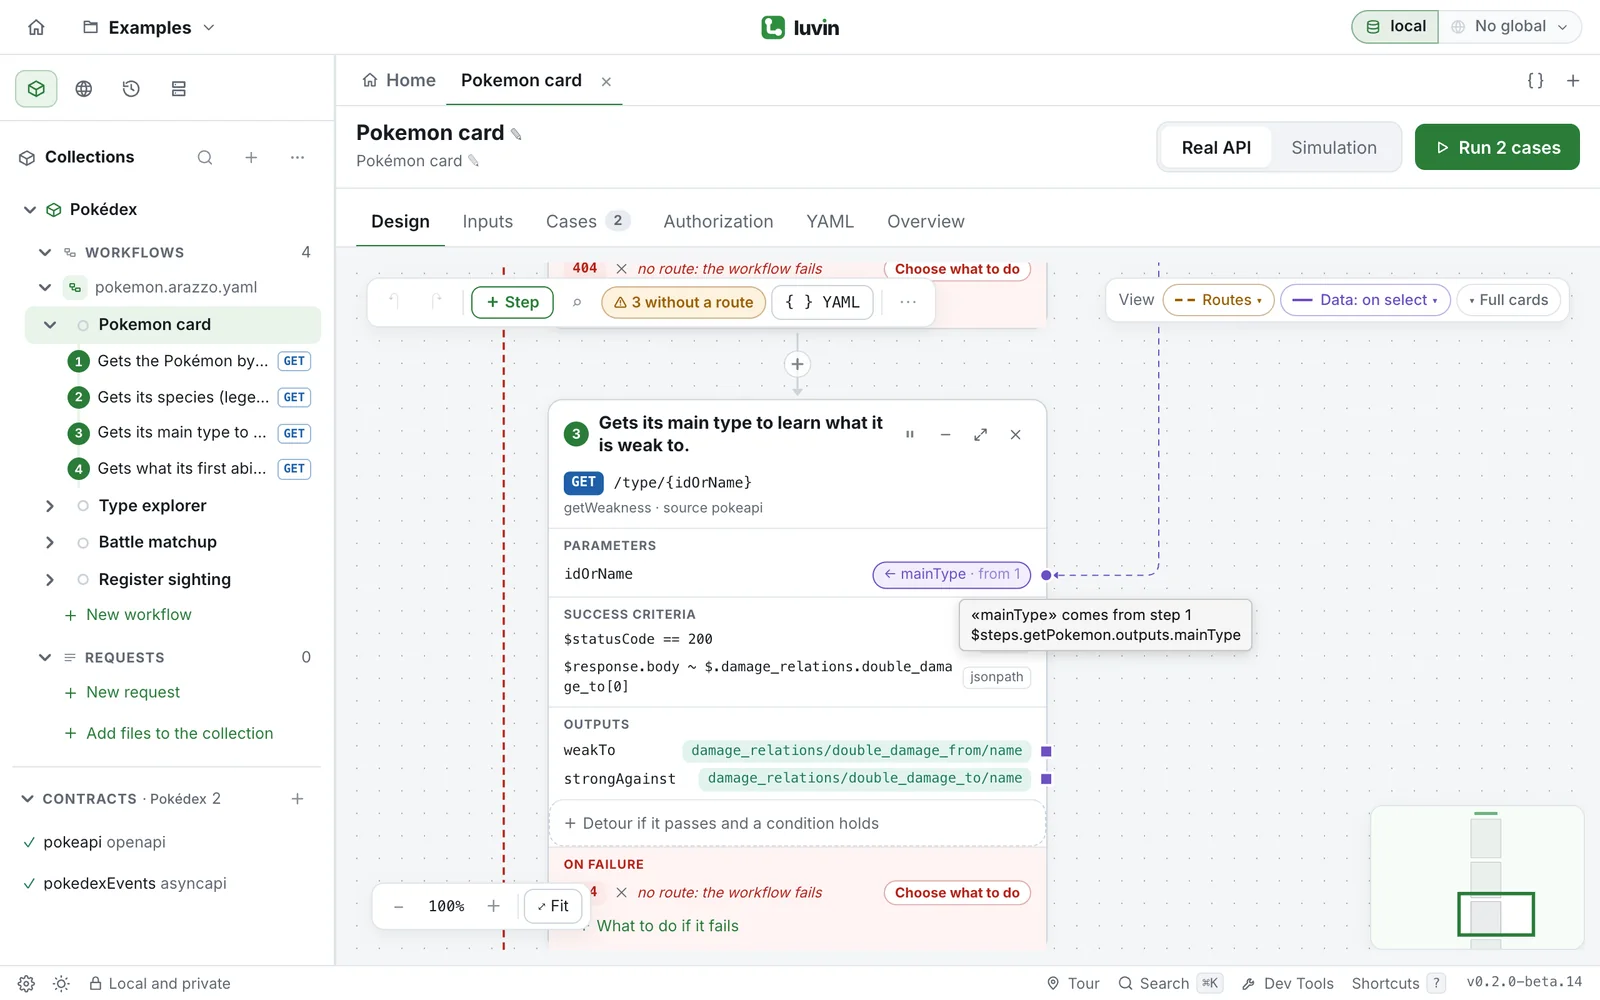 Examples
luvin
local
No global
Home
Pokemon card
Collections
Pokédex
WORKFLOWS 4
pokemon.arazzo.yaml
Pokemon card
1 Gets the Pokémon by... GET
2 Gets its species (lege... GET
3 Gets its main type to ... GET
4 Gets what its first abi... GET
Type explorer
Battle matchup
Register sighting
+ New workflow
REQUESTS 0
+ New request
+ Add files to the collection
CONTRACTS · Pokédex 2
pokeapi openapi
pokedexEvents asyncapi
Pokemon card
Pokémon card
Real API
Simulation
Run 2 cases
Design
Inputs
Cases 2
Authorization
YAML
Overview
404 × no route: the workflow fails
Choose what to do
+ Step
3 without a route
{ } YAML
View
Routes
Data: on select
Full cards
3 Gets its main type to learn what it
is weak to.
GET /type/{idOrName}
getWeakness · source pokeapi
PARAMETERS
idOrName
← mainType · from 1
«mainType» comes from step 1
$steps.getPokemon.outputs.mainType
SUCCESS CRITERIA
$statusCode == 200
$response.body ~ $.damage_relations.double_dama
ge_to[0]
jsonpath
OUTPUTS
weakTo damage_relations/double_damage_from/name
strongAgainst damage_relations/double_damage_to/name
+ Detour if it passes and a condition holds
ON FAILURE
4 × no route: the workflow fails
Choose what to do
What to do if it fails
− 100% +
Fit
Local and private
Tour
Search ⌘K
Dev Tools
Shortcuts ?
v0.2.0-beta.14